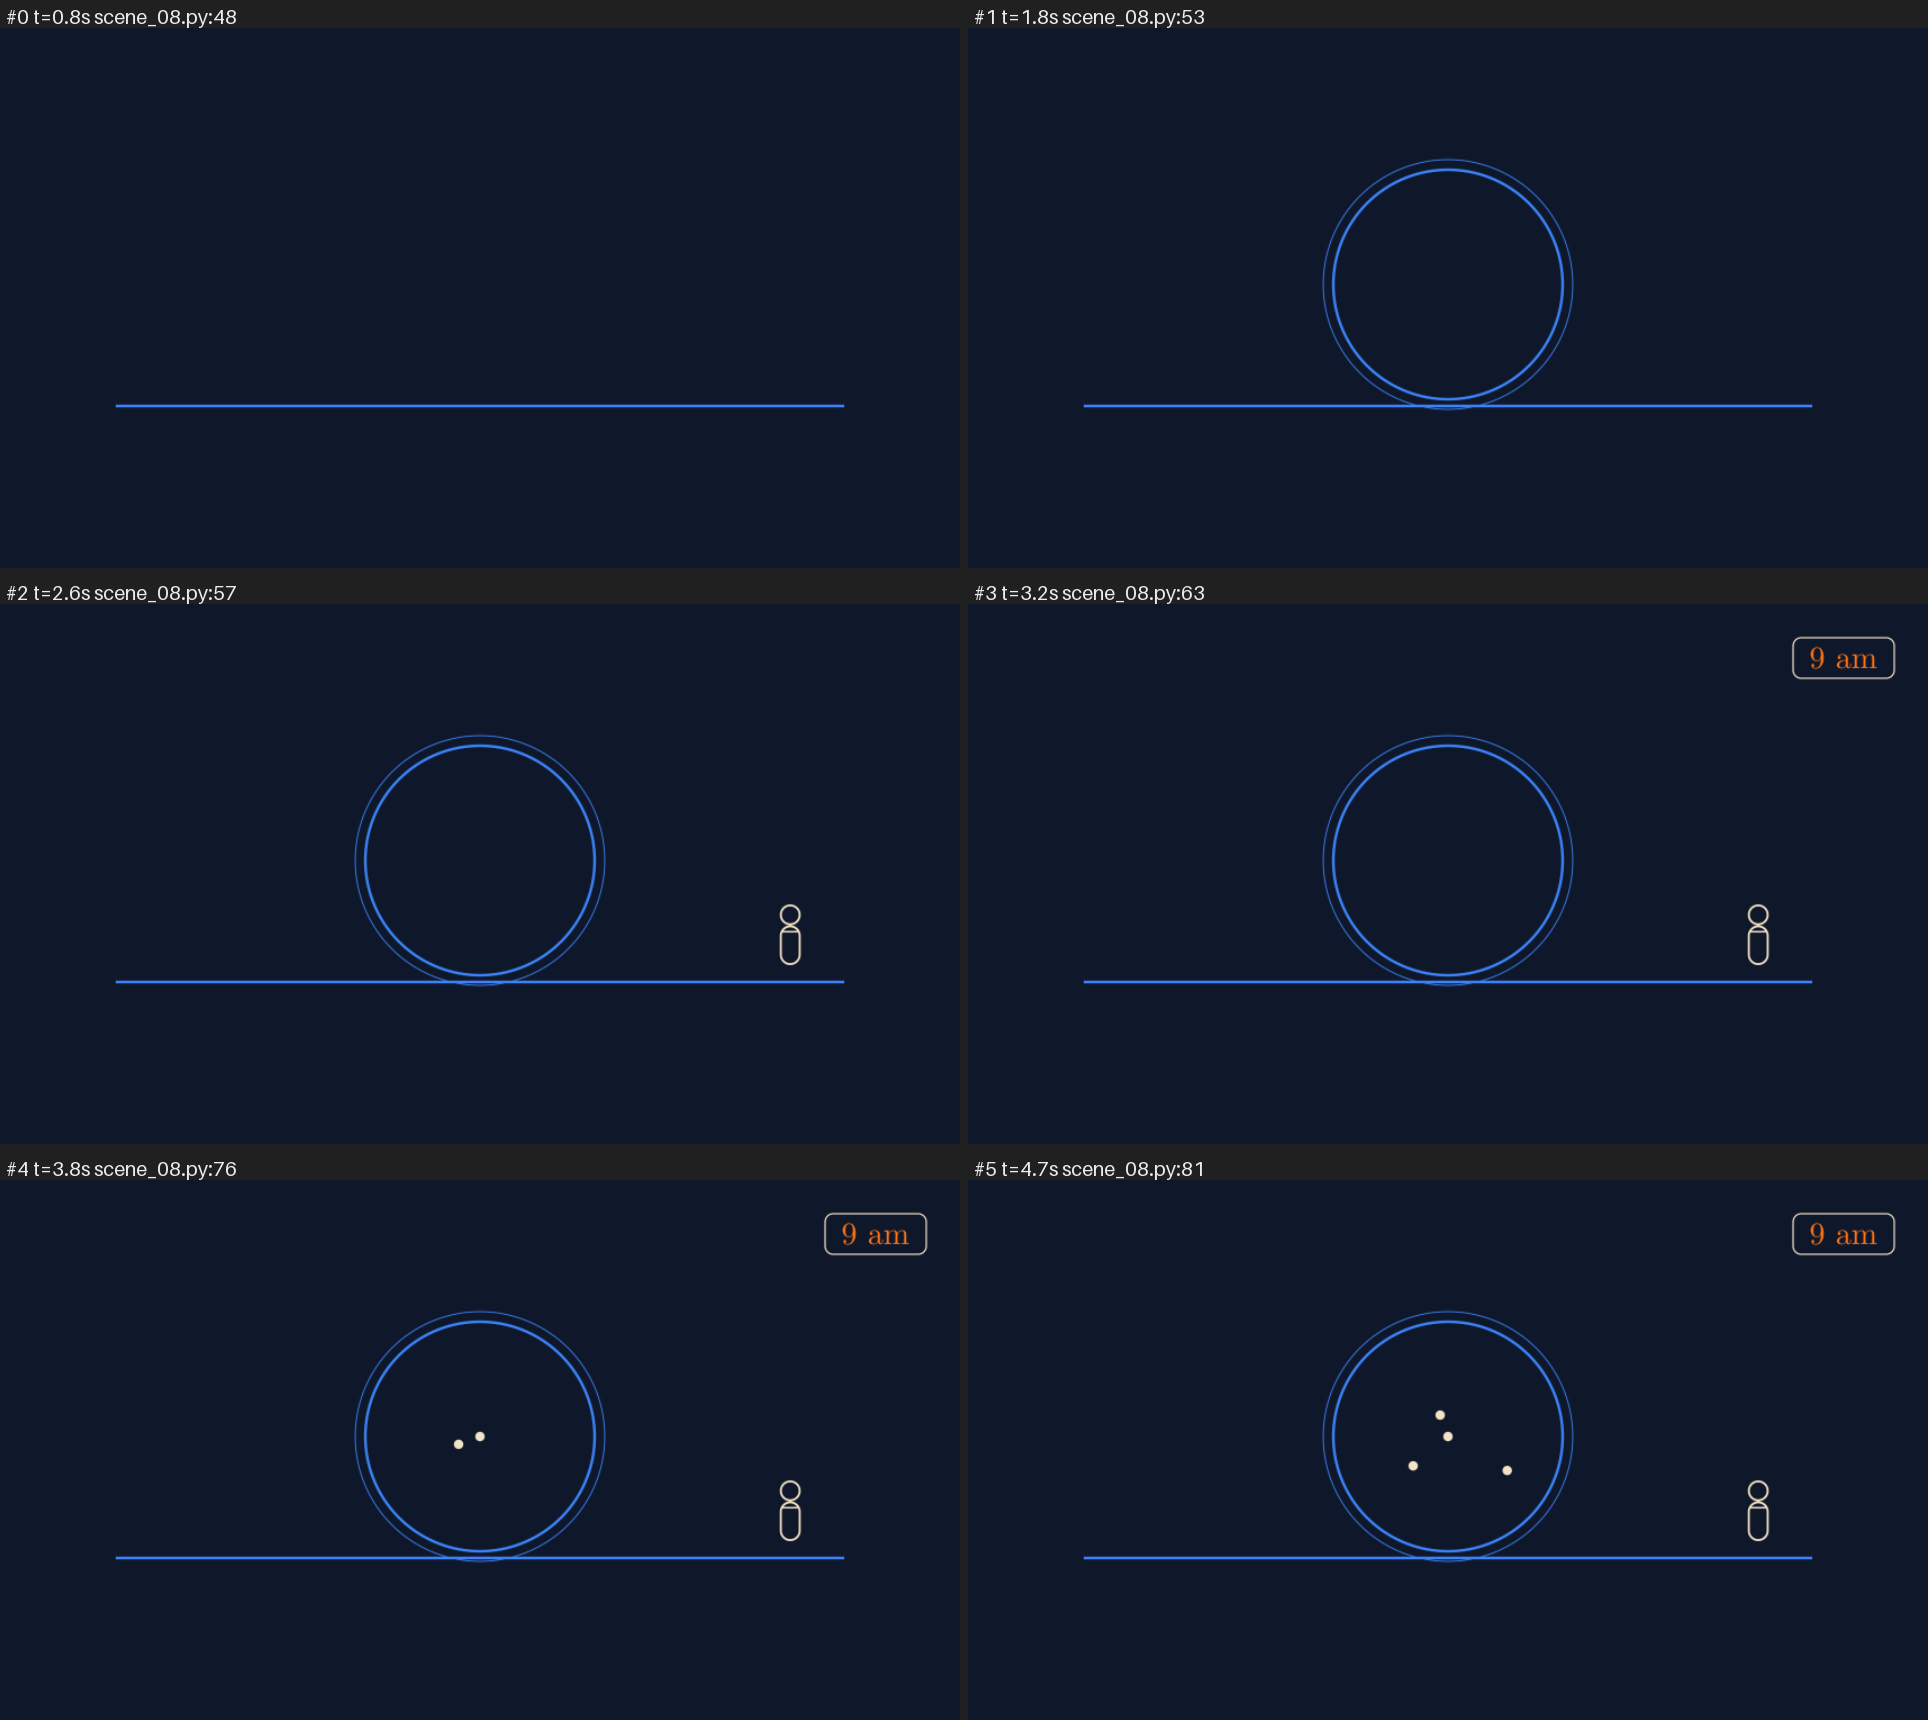 #0 t=0.8s scene_08.py:48
#1 t=1.8s scene_08.py:53
#2 t=2.6s scene_08.py:57
#3 t=3.2s scene_08.py:63
9 am
#4 t=3.8s scene_08.py:76
#5 t=4.7s scene_08.py:81
9 am
9 am